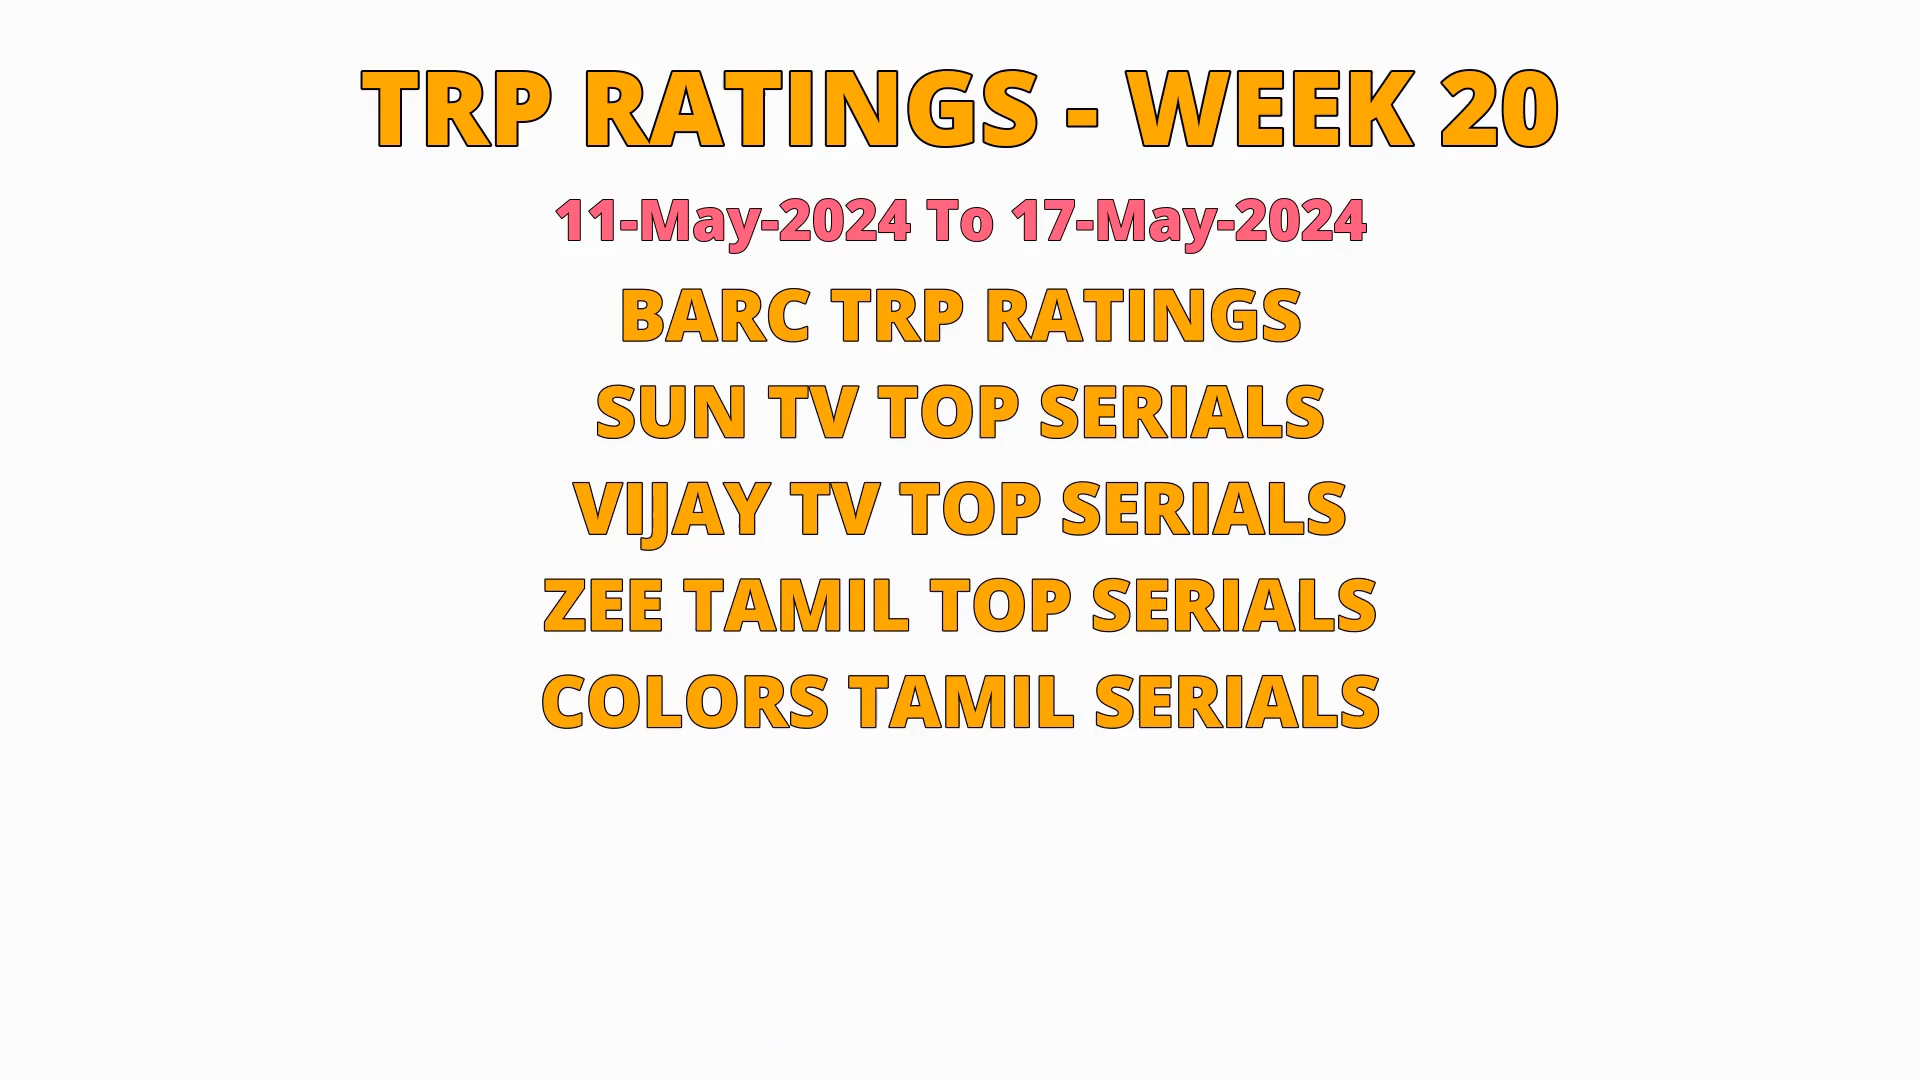 TRP RATINGS - WEEK 20
11-May-2024 To 17-May-2024
BARC TRP RATINGS
SUN TV TOP SERIALS
VIJAY TV TOP SERIALS
ZEE TAMIL TOP SERIALS
COLORS TAMIL SERIALS